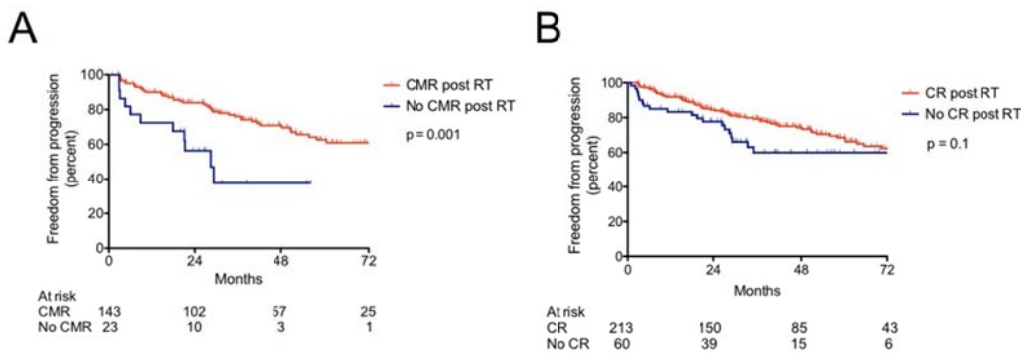 A
Freedom from progression
(percent)
100
80
60
40
20
0
0 24 48 72
Months
CMR post RT
No CMR post RT
p = 0.001
At risk
CMR 143 102 57 25
No CMR 23 10 3 1
B
Freedom from progression
(percent)
100
80
60
40
20
0
0 24 48 72
Months
CR post RT
No CR post RT
p = 0.1
At risk
CR 213 150 85 43
No CR 60 39 15 6